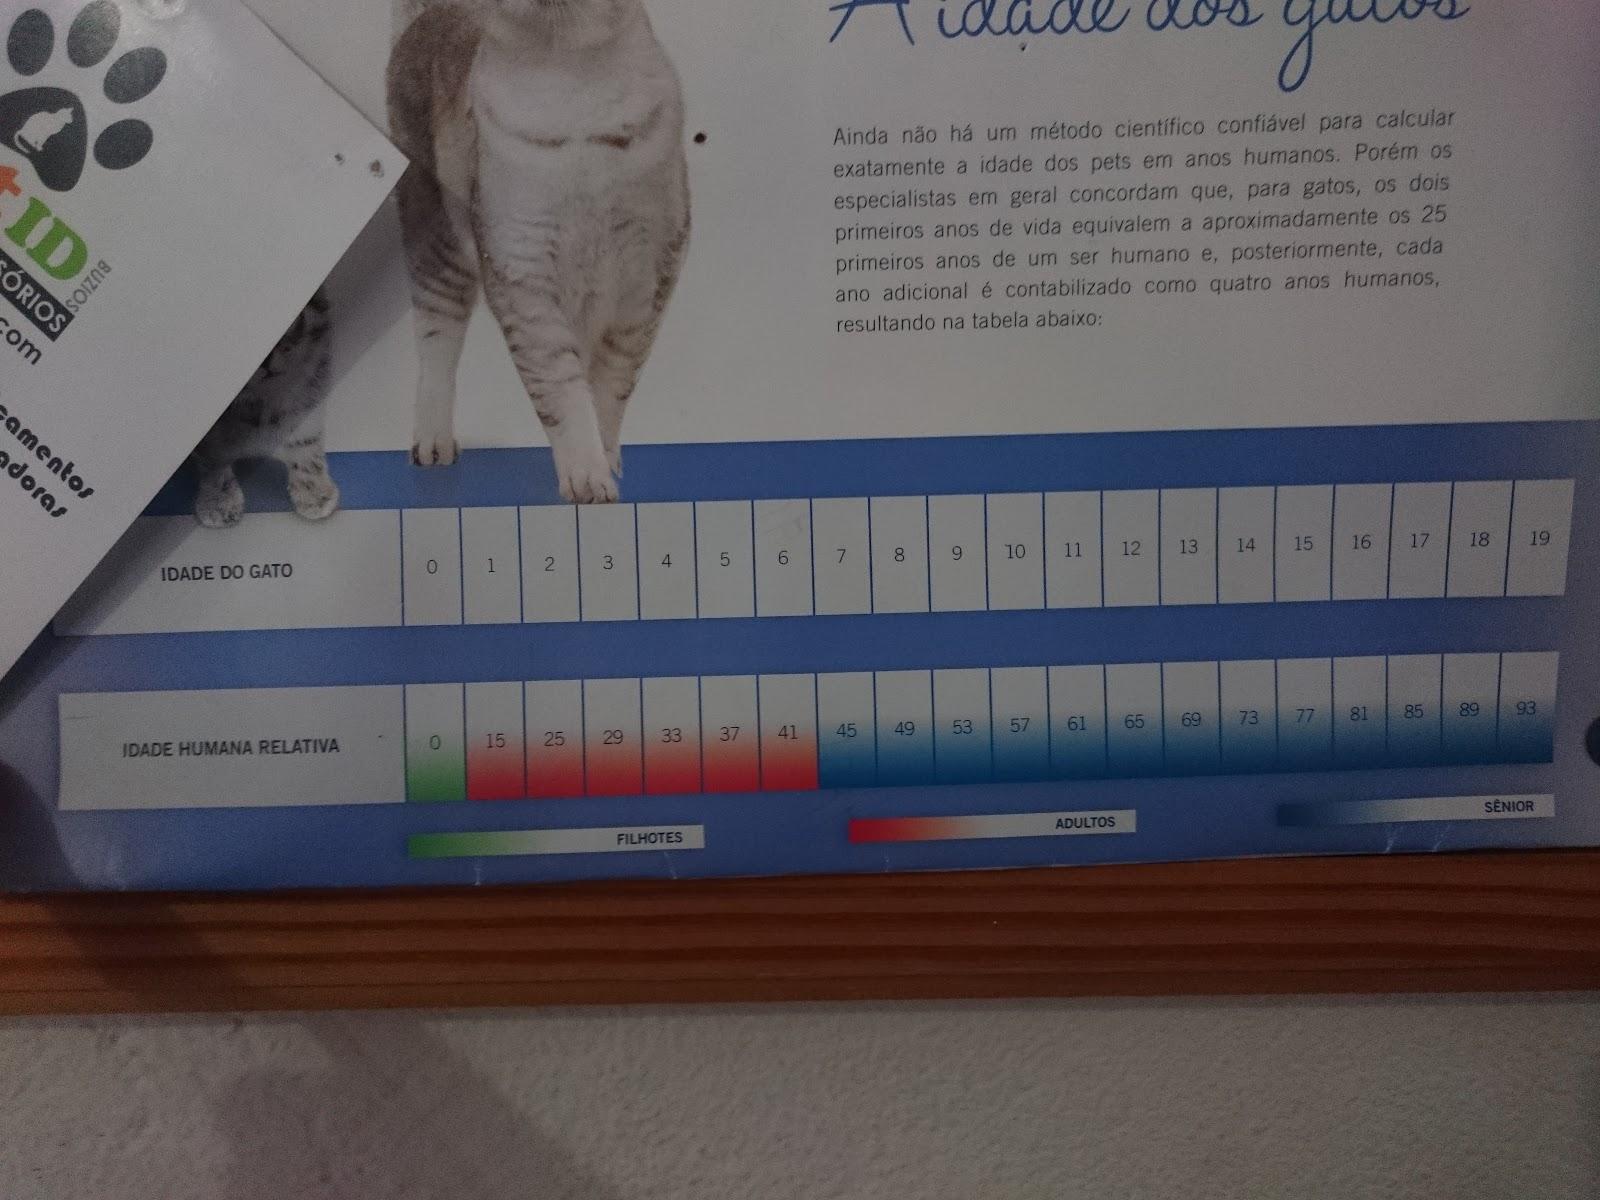 A idade dos gatos
Ainda não há um método científico confiável para calcular
exatamente a idade dos pets em anos humanos. Porém os
especialistas em geral concordam que, para gatos, os dois
primeiros anos de vida equivalem a aproximadamente os 25
primeiros anos de um ser humano e, posteriormente, cada
ano adicional é contabilizado como quatro anos humanos,
resultando na tabela abaixo:
ID
BUZIOS
.com
IDADE DO GATO 0 1 2 3 4 5 6 7 8 9 10 11 12 13 14 15 16 17 18 19
IDADE HUMANA RELATIVA 0 15 25 29 33 37 41 45 49 53 57 61 65 69 73 77 81 85 89 93
FILHOTES ADULTOS SÊNIOR